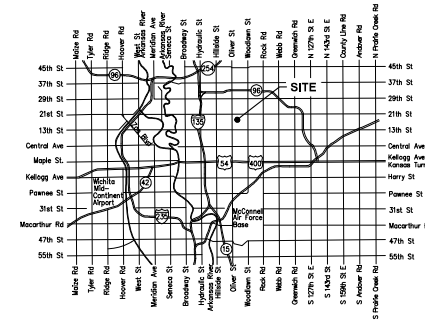 Maize Rd
Tyler Rd
Ridge Rd
Hoover Rd
West St
Arkansas River
Meridian Ave
Arkansas River
Seneca St
Broadway St
Hydraulic St
Hillside St
Oliver St
Woodlawn St
Rock Rd
Webb Rd
Greenwich Rd
N 127th St E
N 143rd St E
County Line Rd
Andover Rd
N Prairie Creek Rd
45th St
37th St
29th St
21st St
13th St
Central Ave
Maple St.
Kellogg Ave
Pawnee St
31st St
Macarthur Rd
47th St
55th St
96
254
96
SITE
135
Zoo Blvd
54
400
42
Wichita
Mid-
Continent
Airport
235
McConnell
Air Force
Base
15
45th St
37th St
29th St
21th St
13th St
Central Ave
Kellogg Ave
Kansas Turn
Harry St
Pawnee St
31st St
Macarthur
47th St
55th St
Maize Rd
Tyler Rd
Ridge Rd
Hoover Rd
West St
Meridian Ave
Seneca St
Broadway St
Hydraulic St
Arkansas River
Hillside St
Oliver St
Woodlawn St
Rock Rd
Webb Rd
Greenwich Rd
S 127th St E
S 143rd St
S 159th St E
S Andover Rd
S Prairie Creek Rd